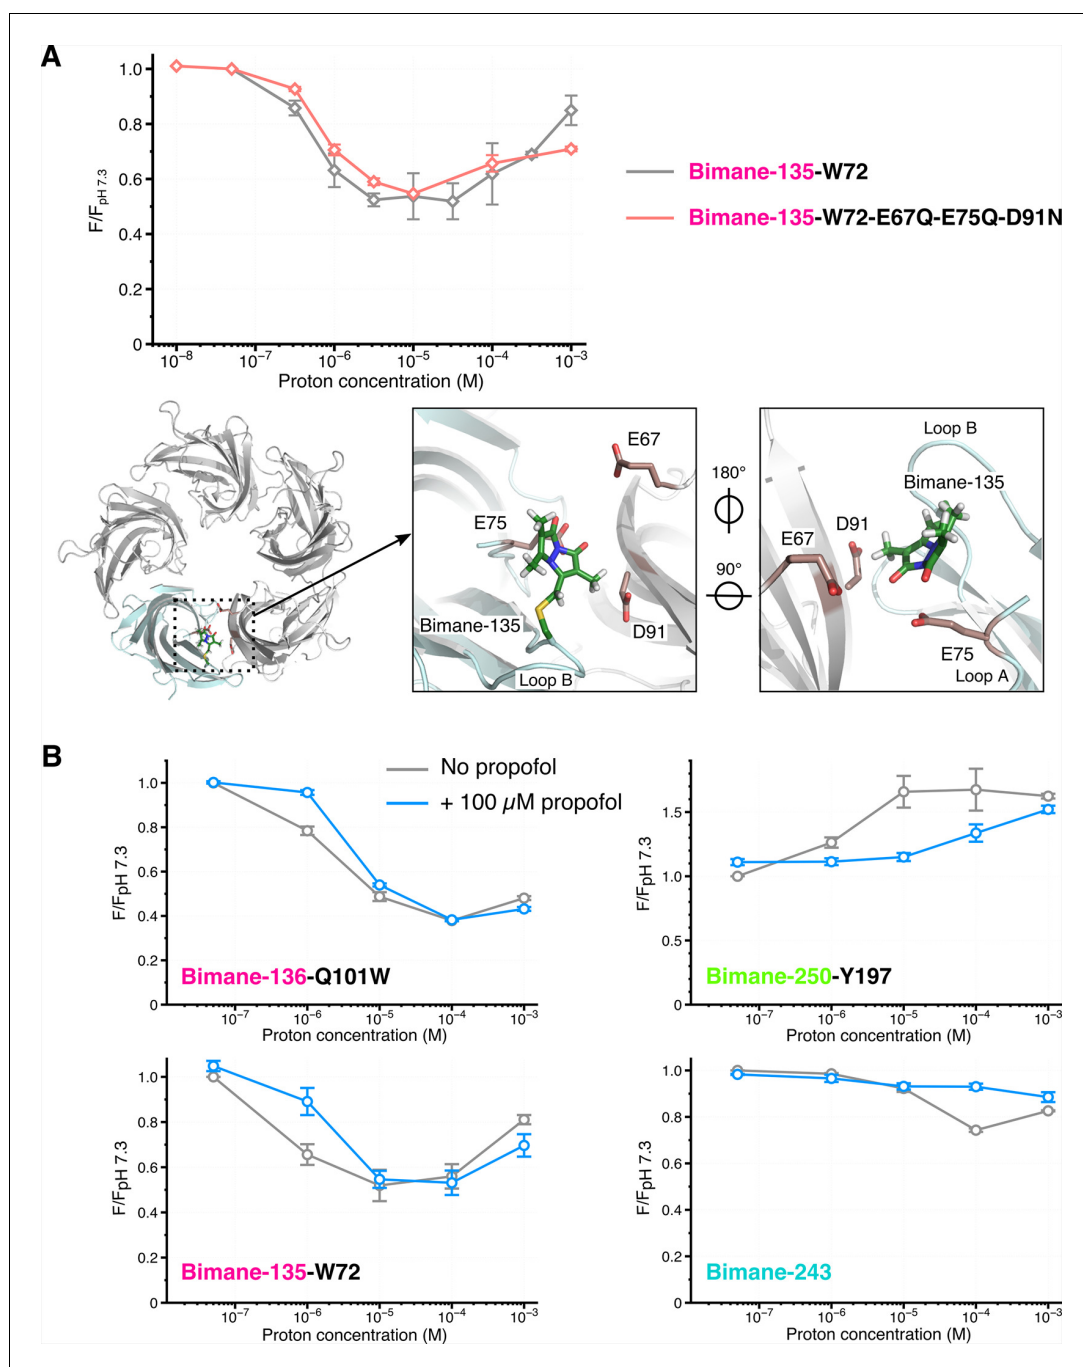 A
1.0
0.8
0.6
0.4
0.2
0
F/FpH 7.3
10⁻⁸ 10⁻⁷ 10⁻⁶ 10⁻⁵ 10⁻⁴ 10⁻³
Proton concentration (M)
Bimane-135-W72
Bimane-135-W72-E67Q-E75Q-D91N
E67
E75
Bimane-135
D91
Loop B
180°
90°
Loop B
Bimane-135
D91
E67
E75
Loop A
B
No propofol
+ 100 µM propofol
1.0
0.8
0.6
0.4
0.2
0
F/FpH 7.3
Bimane-136-Q101W
10⁻⁷ 10⁻⁶ 10⁻⁵ 10⁻⁴ 10⁻³
Proton concentration (M)
1.5
1.0
0.5
0
F/FpH 7.3
Bimane-250-Y197
10⁻⁷ 10⁻⁶ 10⁻⁵ 10⁻⁴ 10⁻³
Proton concentration (M)
1.0
0.8
0.6
0.4
0.2
0
F/FpH 7.3
Bimane-135-W72
10⁻⁷ 10⁻⁶ 10⁻⁵ 10⁻⁴ 10⁻³
Proton concentration (M)
1.0
0.8
0.6
0.4
0.2
0
F/FpH 7.3
Bimane-243
10⁻⁷ 10⁻⁶ 10⁻⁵ 10⁻⁴ 10⁻³
Proton concentration (M)